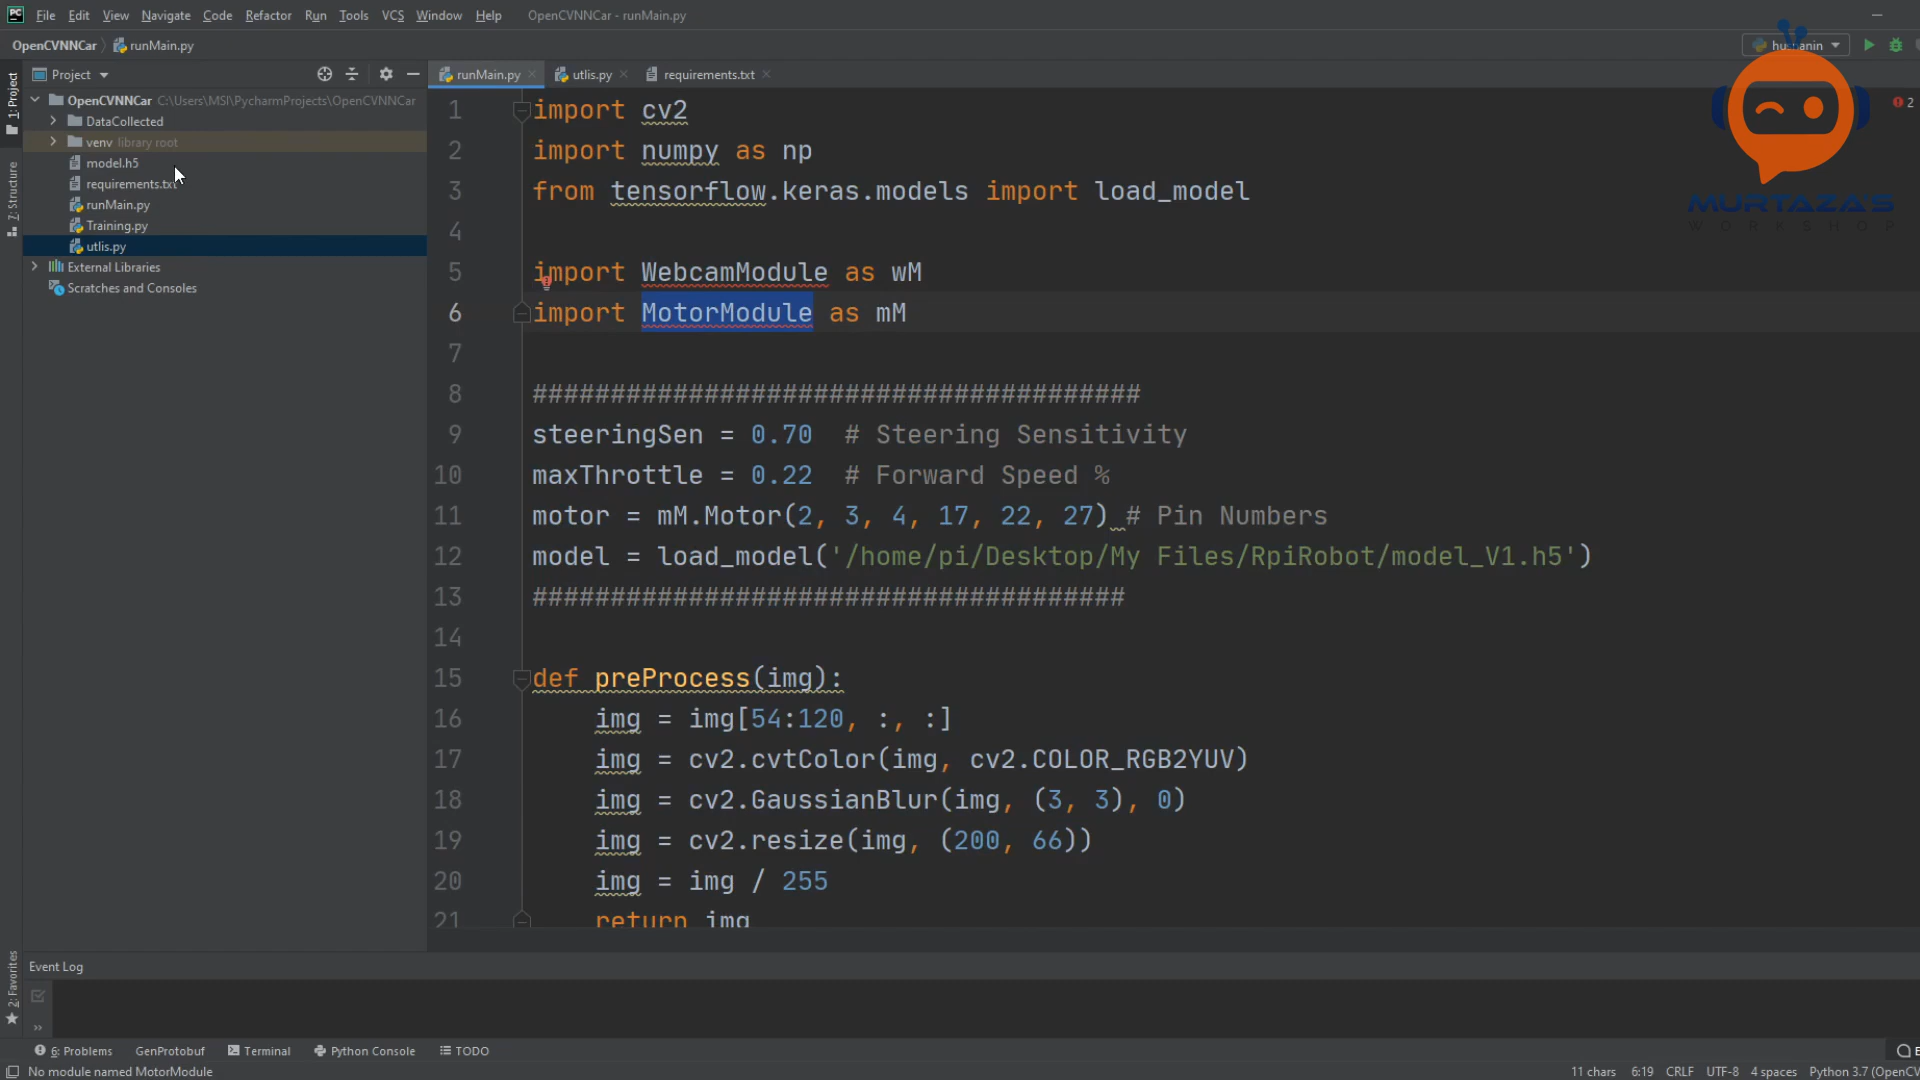 File Edit View Navigate Code Refactor Run Tools VCS Window Help OpenCVNNCar - runMain.py
OpenCVNNCar runMain.py
Project
runMain.py utlis.py requirements.txt
1: Project
7: Structure
2: Favorites
OpenCVNNCar C:\Users\MSI\PycharmProjects\OpenCVNNCar
DataCollected
venv library root
model.h5
requirements.txt
runMain.py
Training.py
utlis.py
External Libraries
Scratches and Consoles
2
MURTAZA'S
WORKSHOP
1 import cv2
2 import numpy as np
3 from tensorflow.keras.models import load_model
4
5 import WebcamModule as wM
6 import MotorModule as mM
7
8 #######################################
9 steeringSen = 0.70 # Steering Sensitivity
10 maxThrottle = 0.22 # Forward Speed %
11 motor = mM.Motor(2, 3, 4, 17, 22, 27) # Pin Numbers
12 model = load_model('/home/pi/Desktop/My Files/RpiRobot/model_V1.h5')
13 ######################################
14
15 def preProcess(img):
16 img = img[54:120, :, :]
17 img = cv2.cvtColor(img, cv2.COLOR_RGB2YUV)
18 img = cv2.GaussianBlur(img, (3, 3), 0)
19 img = cv2.resize(img, (200, 66))
20 img = img / 255
21 return img
Event Log
6: Problems GenProtobuf Terminal Python Console TODO
No module named MotorModule 11 chars 6:19 CRLF UTF-8 4 spaces Python 3.7 (OpenCV